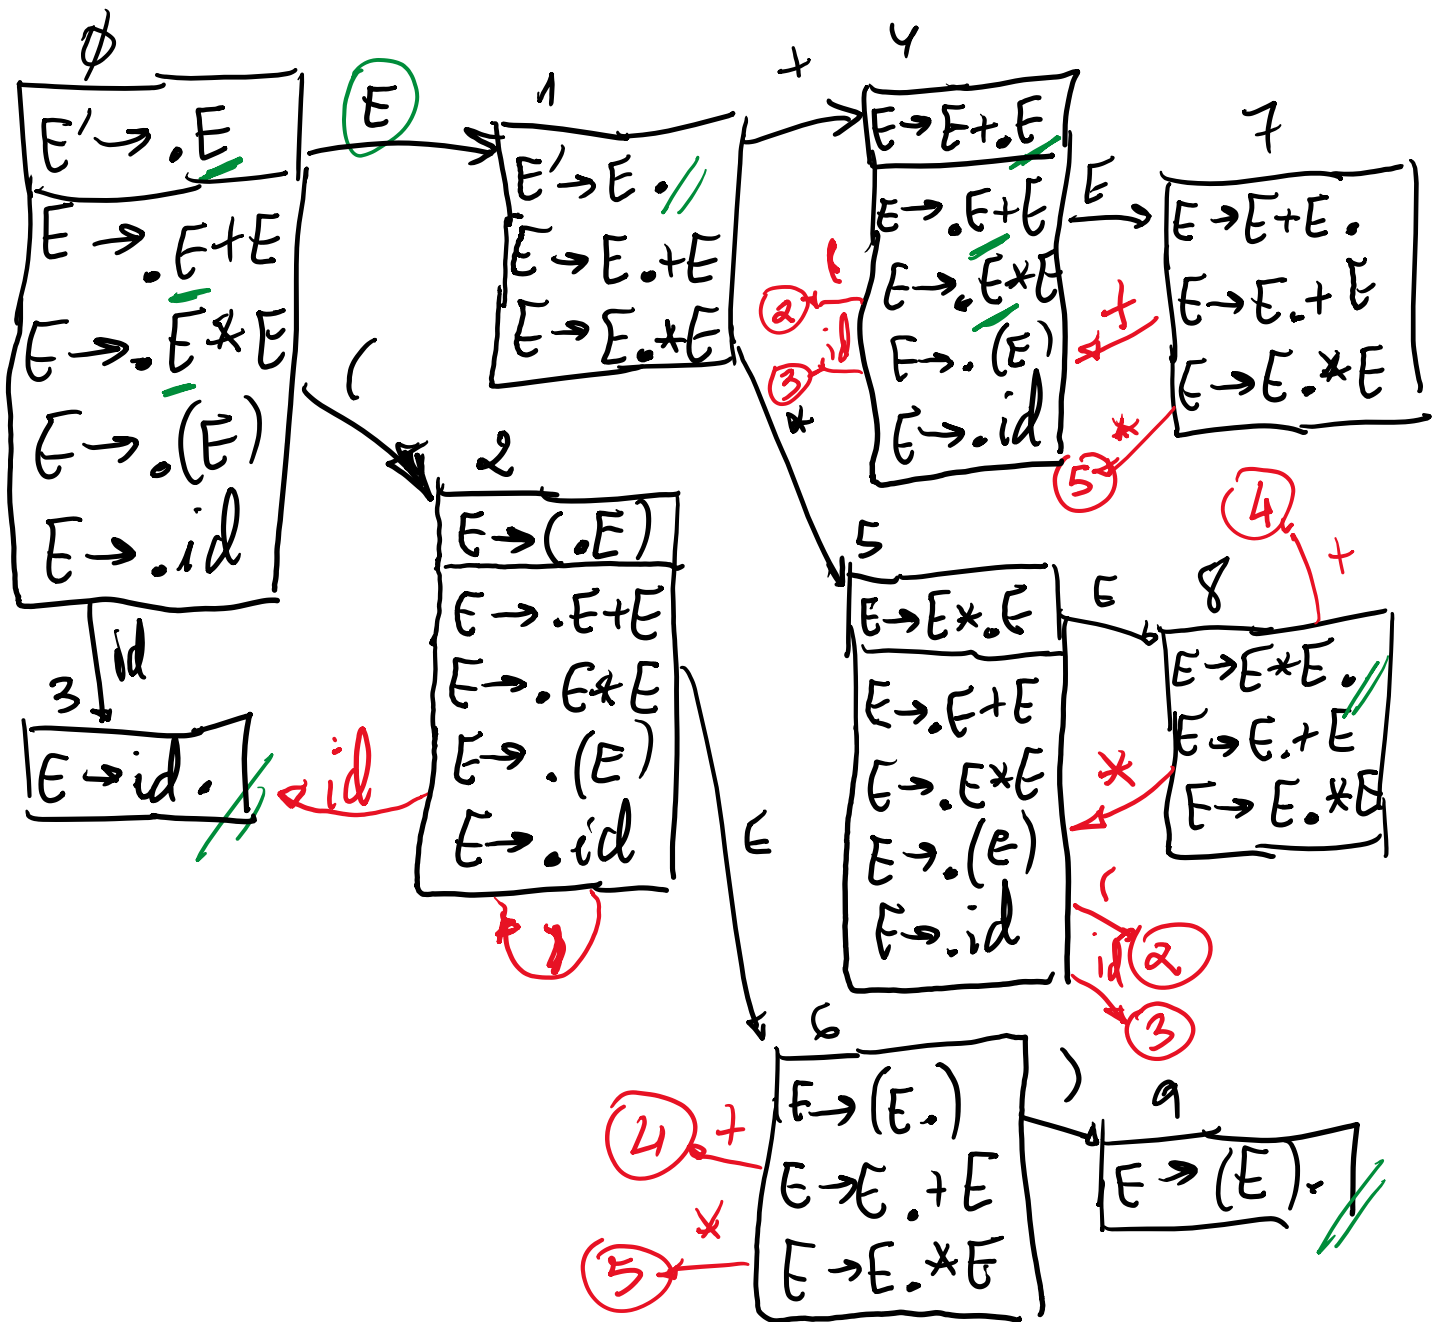 0
E' → .E
E → .E+E
E → .E*E
E → .(E)
E → .id
E
(
id
1
E' → E.
E → E.+E
E → E.*E
+
*
2
E → (.E)
E → .E+E
E → .E*E
E → .(E)
E → .id
id
E
3
E → id.
4
E → E+.E
E → .E+E
E → .E*E
E → .(E)
E → .id
(
2
id
3
E
7
E → E+E.
E → E.+E
E → E.*E
+
*
5
5
E → E*.E
E → .E+E
E → .E*E
E → .(E)
E → .id
E
(
2
id
3
8
E → E*E.
E → E.+E
E → E.*E
4
+
*
6
E → (E.)
E → E.+E
E → E.*E
4 +
5 *
)
9
E → (E).